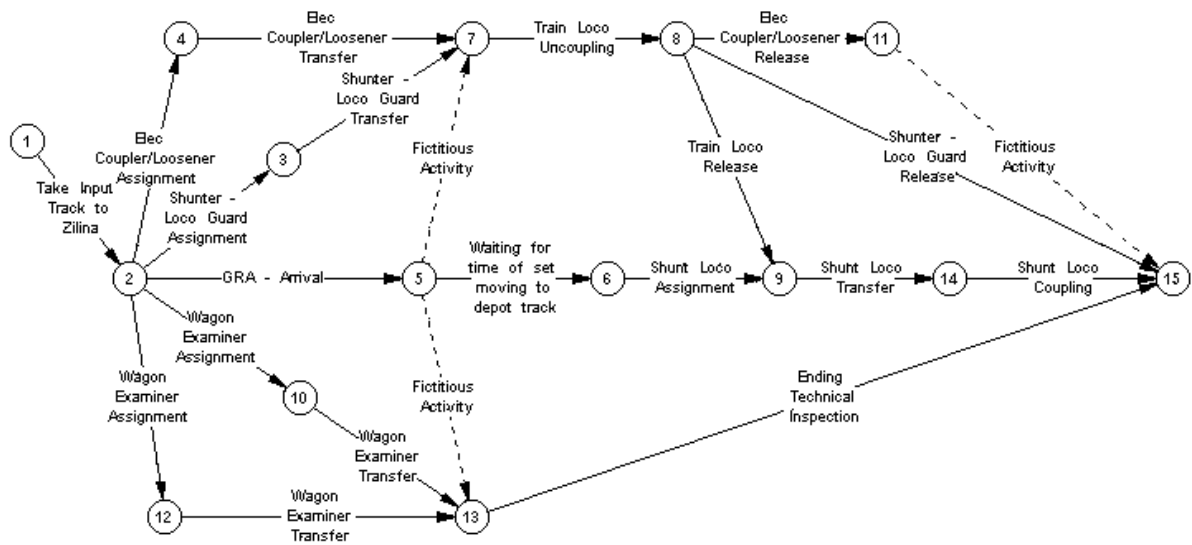 4
Elec
Coupler/Loosener
Transfer
7
Train Loco
Uncoupling
8
Elec
Coupler/Loosener
Release
11
Shunter -
Loco Guard
Transfer
1
Elec
Coupler/Loosener
Assignment
3
Fictitious
Activity
Train Loco
Release
Shunter -
Loco Guard
Release
Fictitious
Activity
Take Input
Track to
Zilina
Shunter -
Loco Guard
Assignment
2
GRA - Arrival
5
Waiting for
time of set
moving to
depot track
6
Shunt Loco
Assignment
9
Shunt Loco
Transfer
14
Shunt Loco
Coupling
15
Wagon
Examiner
Assignment
Wagon
Examiner
Assignment
10
Fictitious
Activity
Ending
Technical
Inspection
Wagon
Examiner
Transfer
12
Wagon
Examiner
Transfer
13